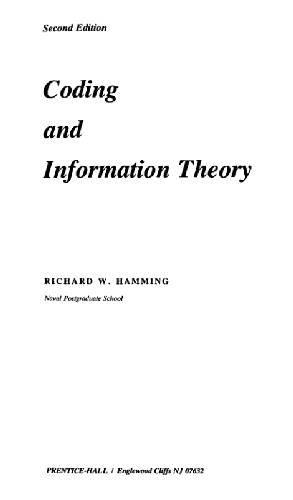 Second Edition
Coding
and
Information Theory
RICHARD W. HAMMING
Naval Postgraduate School
PRENTICE-HALL / Englewood Cliffs NJ 07632